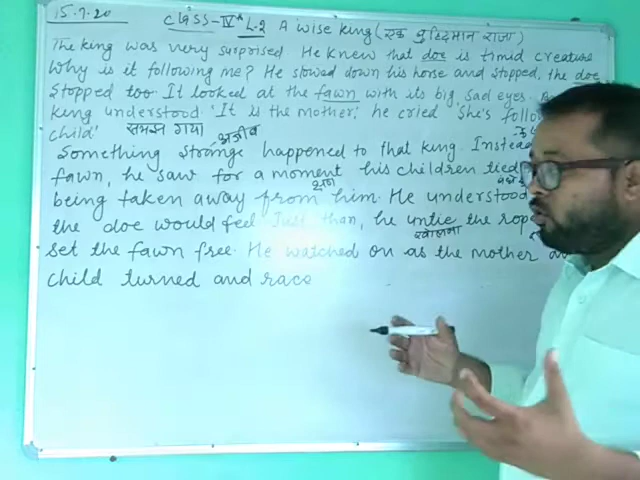 15.7.20 CLASS-IV^A L-2 A wise king (एक बुद्धिमान राजा)
The king was very surprised He knew that doe is timid creature
Why is it following me? He slowed down his horse and stopped, the doe
Stopped too. It looked at the fawn with its big, sad eyes.
king understood. 'It is the mother,' he cried 'She's follo
child' समझ गया अजीब
Something Strange happened to that king. Instead
fawn, he saw for a moment his children tied
क्षण
being taken away from him. He understood
the doe would feel Just than, he untie the rop
खोलना
set the fawn free. He watched on as the mother
child turned and race